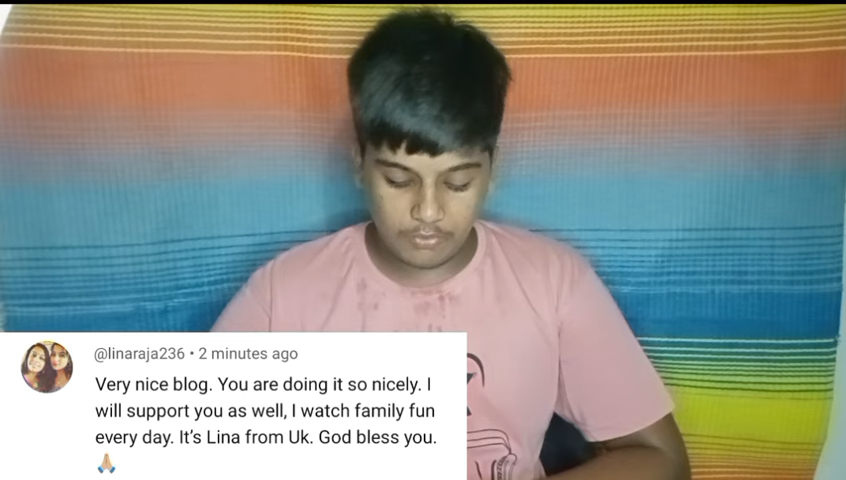 @linaraja236 • 2 minutes ago
Very nice blog. You are doing it so nicely. I
will support you as well, I watch family fun
every day. It's Lina from Uk. God bless you.
🙏🏼